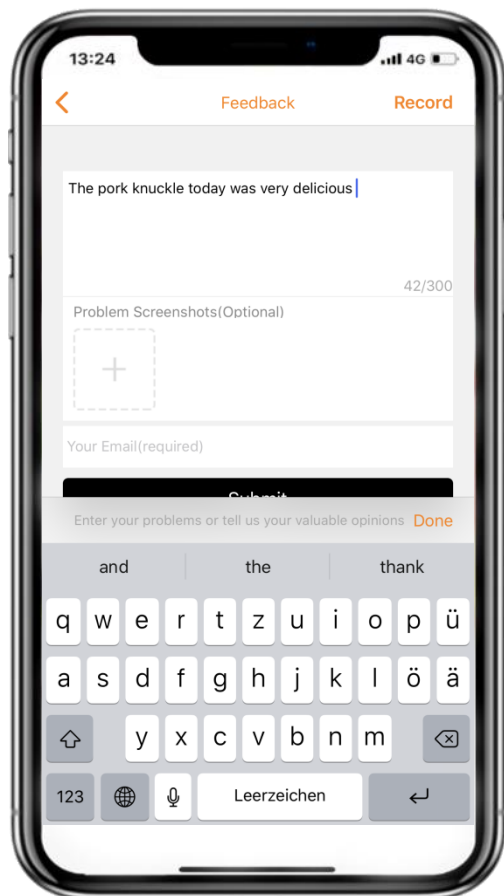 13:24
4G
Feedback
Record
The pork knuckle today was very delicious
42/300
Problem Screenshots(Optional)
+
Your Email(required)
Submit
Enter your problems or tell us your valuable opinions Done
and the thank
q w e r t z u i o p ü
a s d f g h j k l ö ä
y x c v b n m
123 Leerzeichen